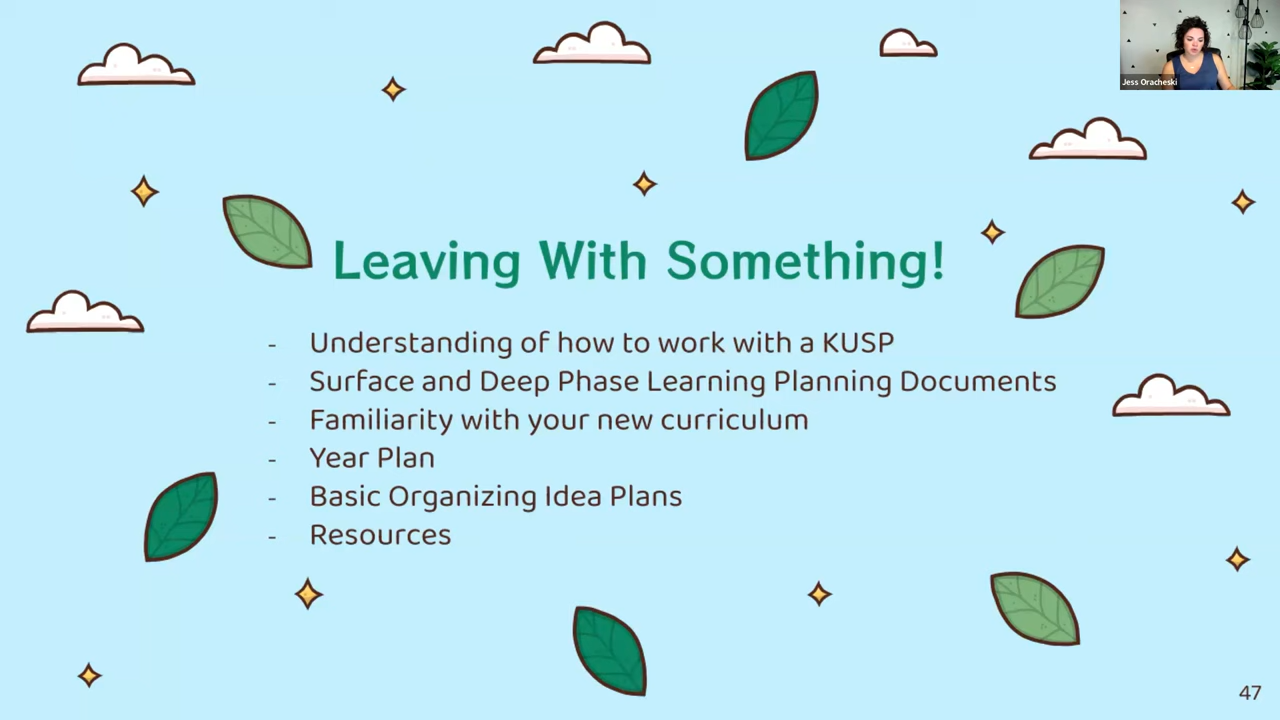 Jess Oracheski
Leaving With Something!
- Understanding of how to work with a KUSP
- Surface and Deep Phase Learning Planning Documents
- Familiarity with your new curriculum
- Year Plan
- Basic Organizing Idea Plans
- Resources
47